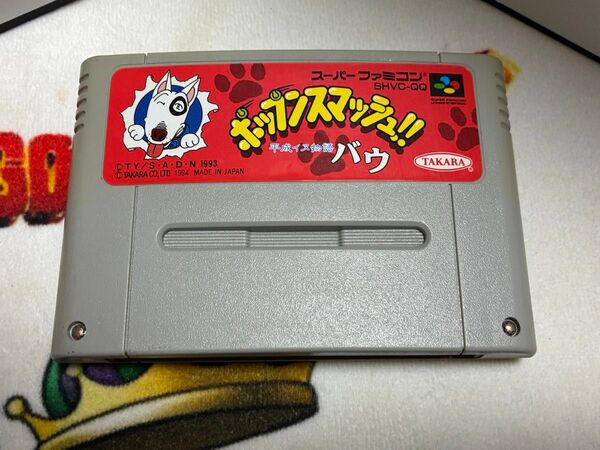 スーパーファミコン®
SHVC-QQ
ポップンスマッシュ!!
平成イヌ物語 バウ
TAKARA
©TY/S・A・D・N 1993
©TAKARA CO.,LTD. 1994, MADE IN JAPAN